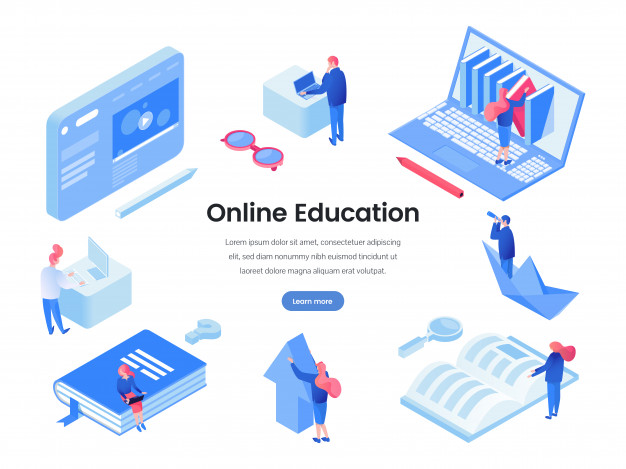 Online Education
Lorem ipsum dolor sit amet, consectetuer adipiscing
elit, sed diam nonummy nibh euismod tincidunt ut
laoreet dolore magna aliquam erat volutpat.
Learn more